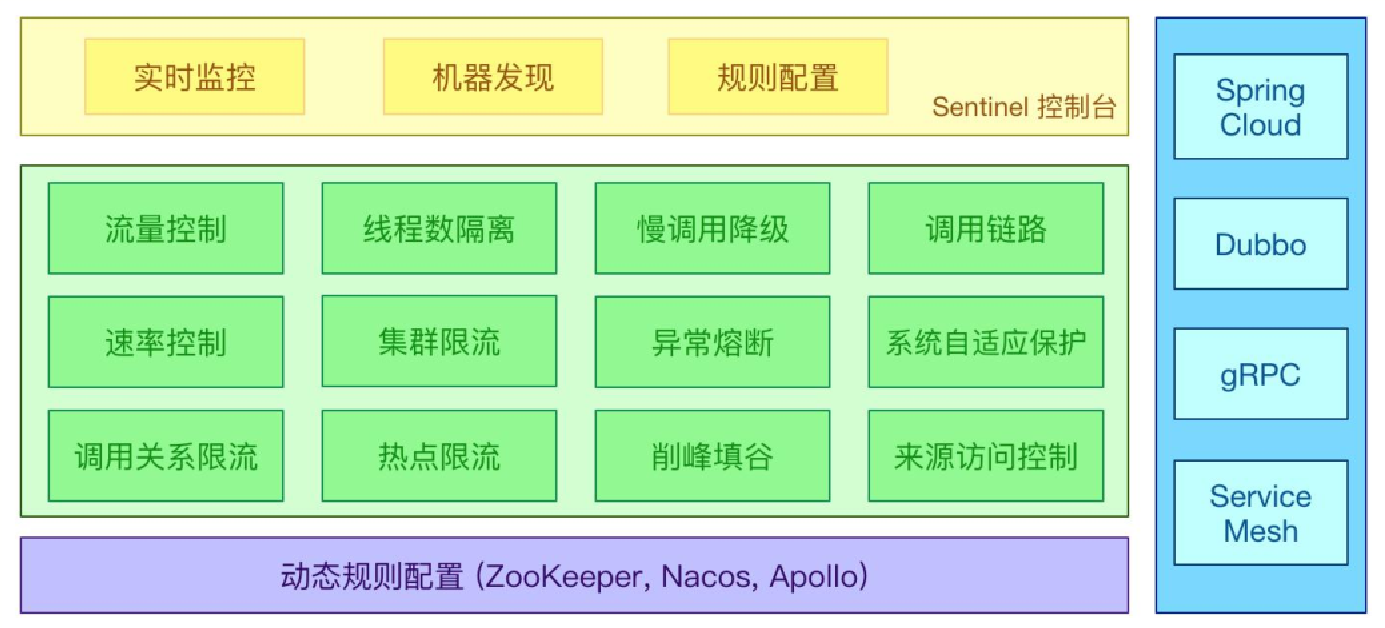 实时监控
机器发现
规则配置
Sentinel 控制台
流量控制
线程数隔离
慢调用降级
调用链路
速率控制
集群限流
异常熔断
系统自适应保护
调用关系限流
热点限流
削峰填谷
来源访问控制
动态规则配置 (ZooKeeper, Nacos, Apollo)
Spring
Cloud
Dubbo
gRPC
Service
Mesh